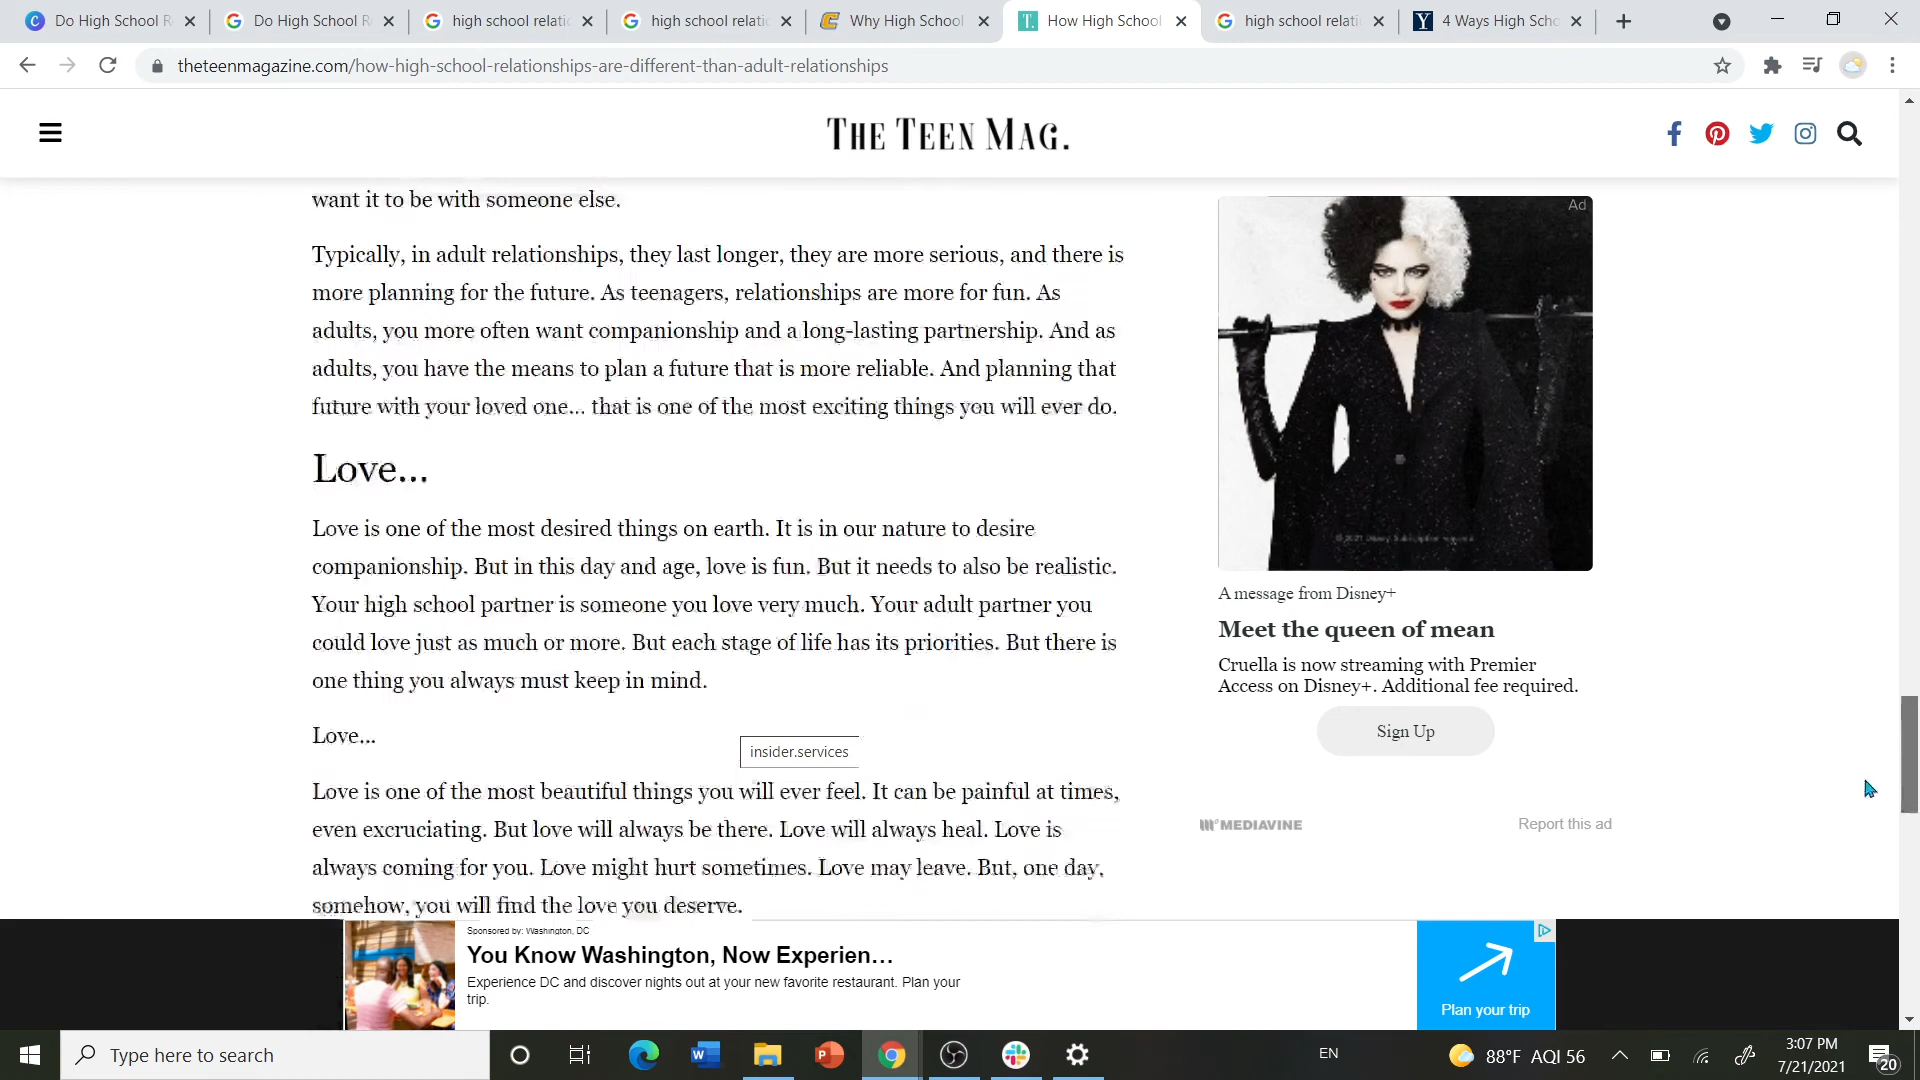 Do High School R
Do High School R
high school relatio
high school relatio
Why High School
How High School
high school relatio
4 Ways High Scho
theteenmagazine.com/how-high-school-relationships-are-different-than-adult-relationships
THE TEEN MAG.
want it to be with someone else.
Typically, in adult relationships, they last longer, they are more serious, and there is
more planning for the future. As teenagers, relationships are more for fun. As
adults, you more often want companionship and a long-lasting partnership. And as
adults, you have the means to plan a future that is more reliable. And planning that
future with your loved one... that is one of the most exciting things you will ever do.
Love...
Love is one of the most desired things on earth. It is in our nature to desire
companionship. But in this day and age, love is fun. But it needs to also be realistic.
Your high school partner is someone you love very much. Your adult partner you
could love just as much or more. But each stage of life has its priorities. But there is
one thing you always must keep in mind.
Love...
insider.services
Love is one of the most beautiful things you will ever feel. It can be painful at times,
even excruciating. But love will always be there. Love will always heal. Love is
always coming for you. Love might hurt sometimes. Love may leave. But, one day,
somehow, you will find the love you deserve.
Ad
© 2021 Disney. Subscription required.
A message from Disney+
Meet the queen of mean
Cruella is now streaming with Premier
Access on Disney+. Additional fee required.
Sign Up
MEDIAVINE
Report this ad
Sponsored by: Washington, DC
You Know Washington, Now Experien...
Experience DC and discover nights out at your new favorite restaurant. Plan your
trip.
Plan your trip
Type here to search
EN
88°F AQI 56
3:07 PM
7/21/2021
20